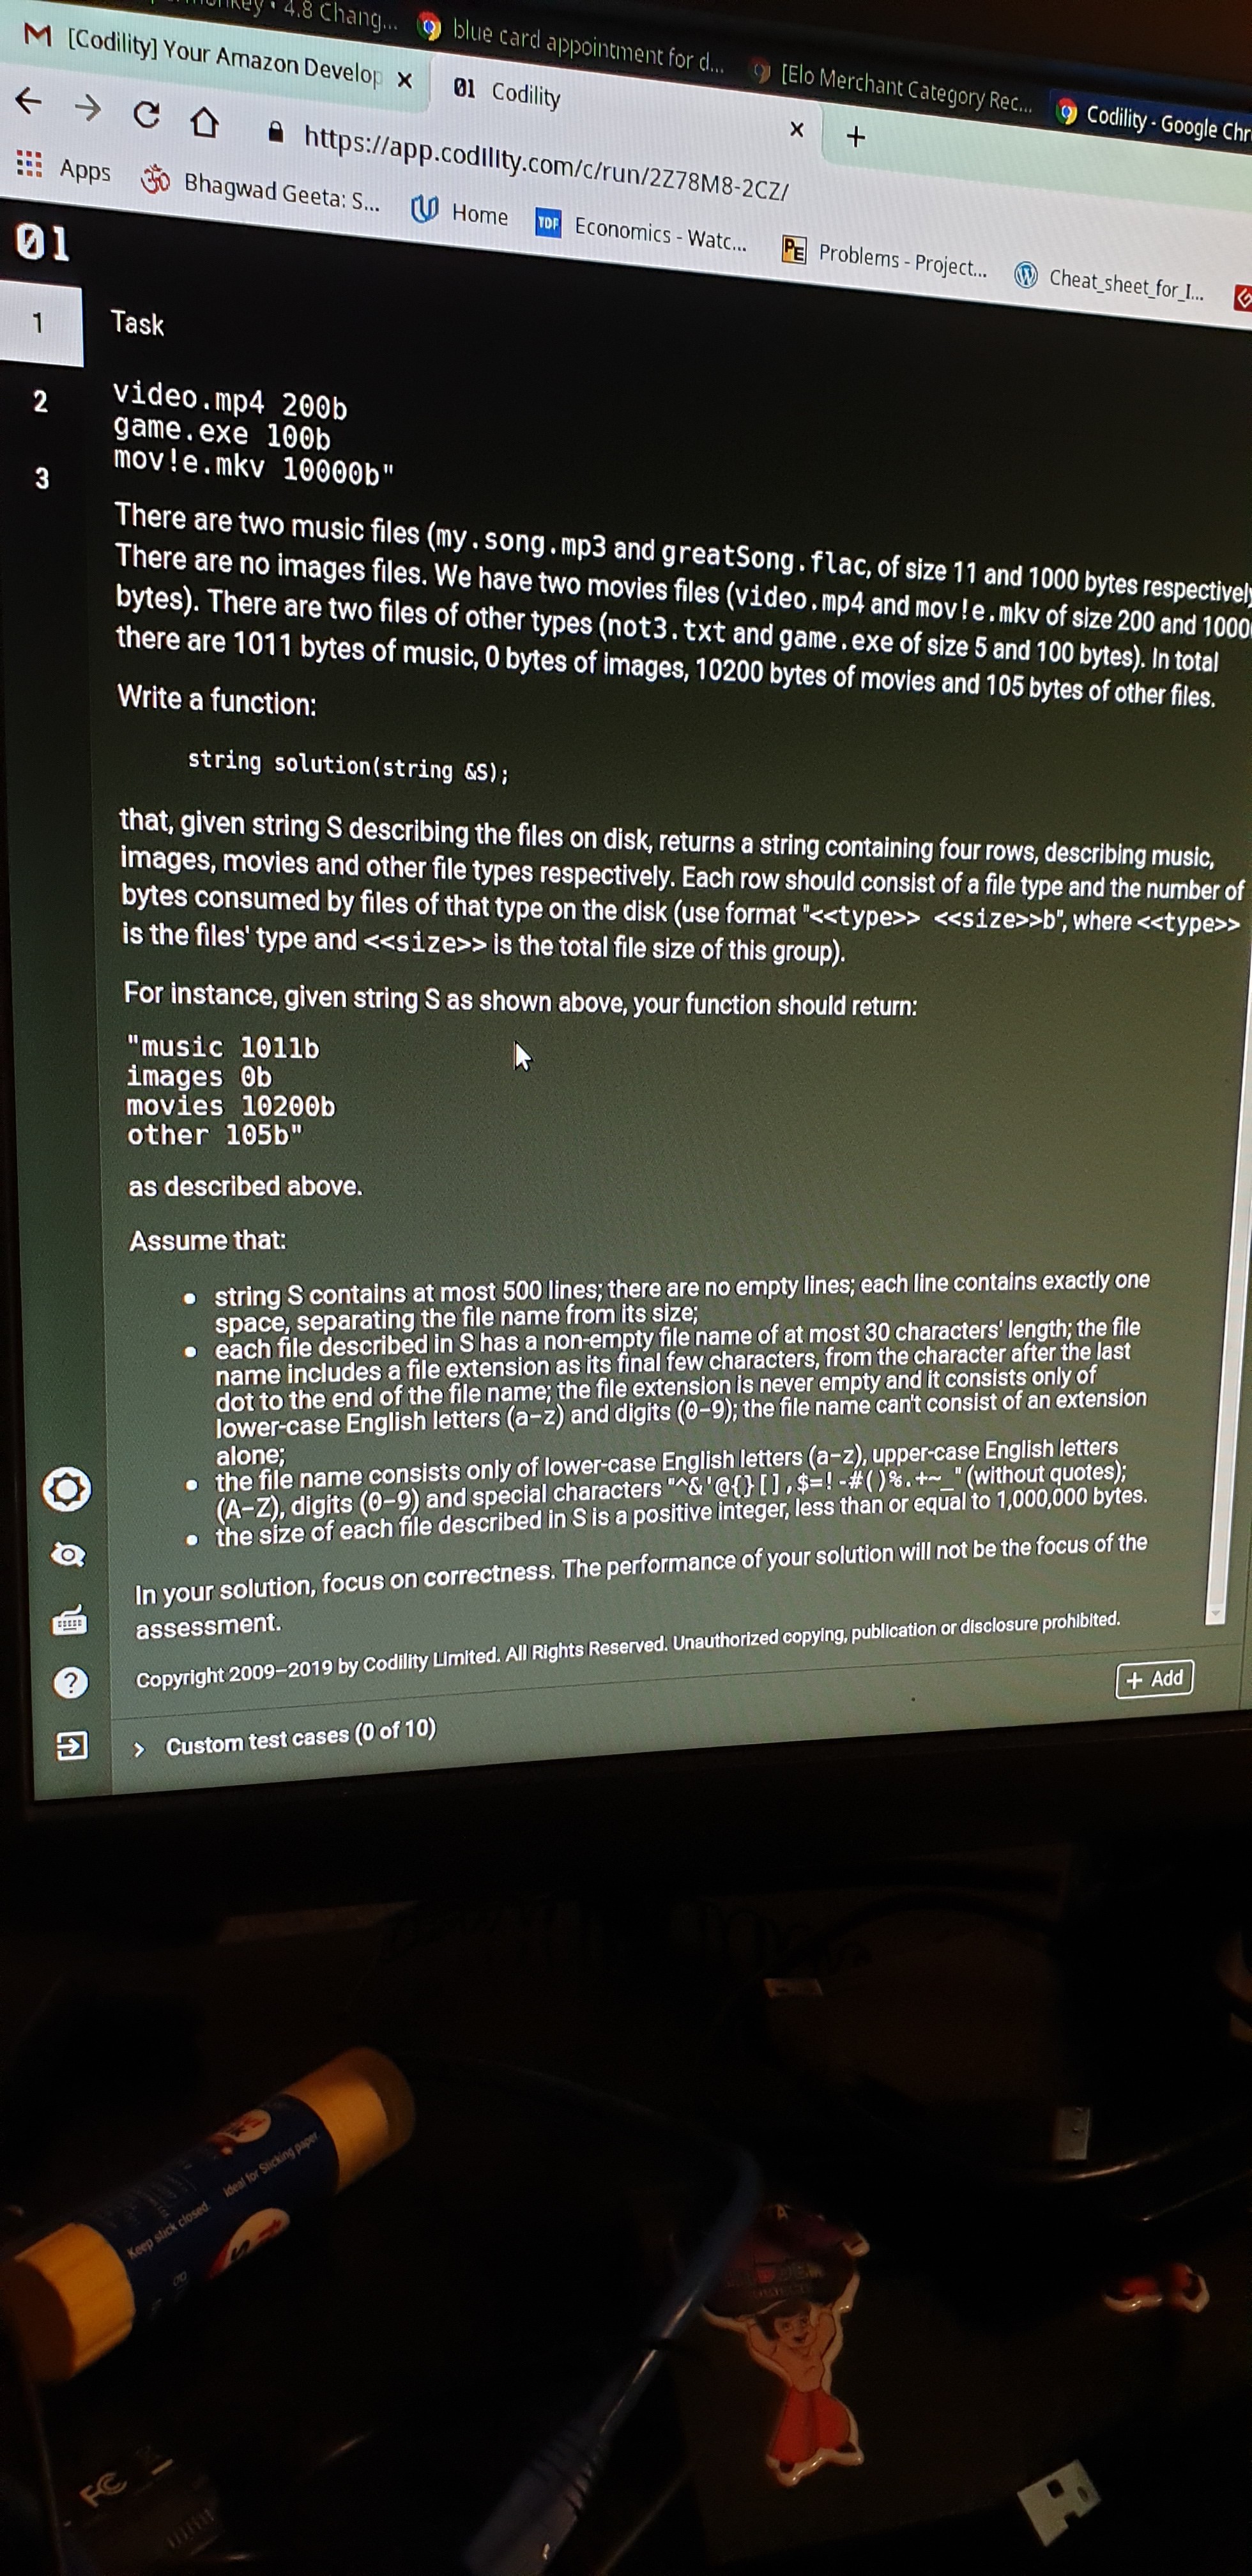 4.8 Chang...
blue card appointment for d...
[Elo Merchant Category Rec...
Codility - Google Chr
[Codility] Your Amazon Develop
01 Codility
https://app.codility.com/c/run/2Z78M8-2CZ/
Apps
Bhagwad Geeta: S...
Home
TDF Economics - Watc...
PE Problems - Project...
Cheat_sheet_for_I...
01
1
2
3
Task
video.mp4 200b
game.exe 100b
mov!e.mkv 10000b"
There are two music files (my.song.mp3 and greatSong.flac, of size 11 and 1000 bytes respectively
There are no images files. We have two movies files (video.mp4 and mov!e.mkv of size 200 and 1000
bytes). There are two files of other types (not3.txt and game.exe of size 5 and 100 bytes). In total
there are 1011 bytes of music, 0 bytes of images, 10200 bytes of movies and 105 bytes of other files.
Write a function:
string solution(string &S);
that, given string S describing the files on disk, returns a string containing four rows, describing music,
images, movies and other file types respectively. Each row should consist of a file type and the number of
bytes consumed by files of that type on the disk (use format "<<type>> <<size>>b", where <<type>>
is the files' type and <<size>> is the total file size of this group).
For instance, given string S as shown above, your function should return:
"music 1011b
images 0b
movies 10200b
other 105b"
as described above.
Assume that:
• string S contains at most 500 lines; there are no empty lines; each line contains exactly one
space, separating the file name from its size;
• each file described in S has a non-empty file name of at most 30 characters' length; the file
name includes a file extension as its final few characters, from the character after the last
dot to the end of the file name; the file extension is never empty and it consists only of
lower-case English letters (a-z) and digits (0-9); the file name can't consist of an extension
alone;
• the file name consists only of lower-case English letters (a-z), upper-case English letters
(A-Z), digits (0-9) and special characters "^&'@{}[],$=!-#()%.+~_" (without quotes);
• the size of each file described in S is a positive integer, less than or equal to 1,000,000 bytes.
In your solution, focus on correctness. The performance of your solution will not be the focus of the
assessment.
Copyright 2009–2019 by Codility Limited. All Rights Reserved. Unauthorized copying, publication or disclosure prohibited.
+ Add
Custom test cases (0 of 10)
Keep stick closed. Ideal for Sticking paper.
FC